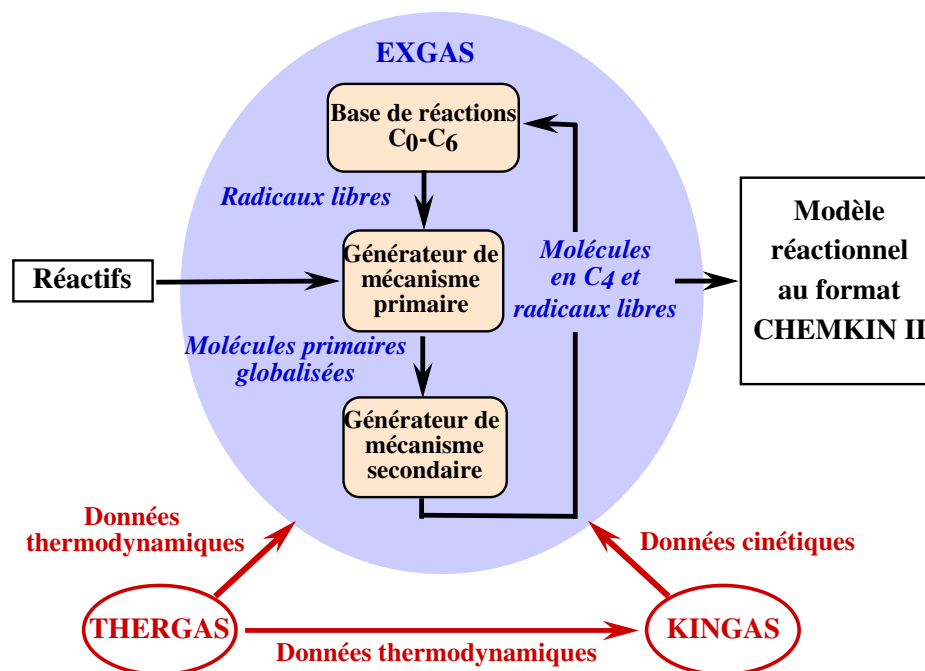 EXGAS
Base de réactions
C0-C6
Radicaux libres
Réactifs
Générateur de
mécanisme
primaire
Molécules
en C4 et
radicaux libres
Modèle
réactionnel
au format
CHEMKIN II
Molécules primaires
globalisées
Générateur de
mécanisme
secondaire
Données
thermodynamiques
Données cinétiques
THERGAS
KINGAS
Données thermodynamiques